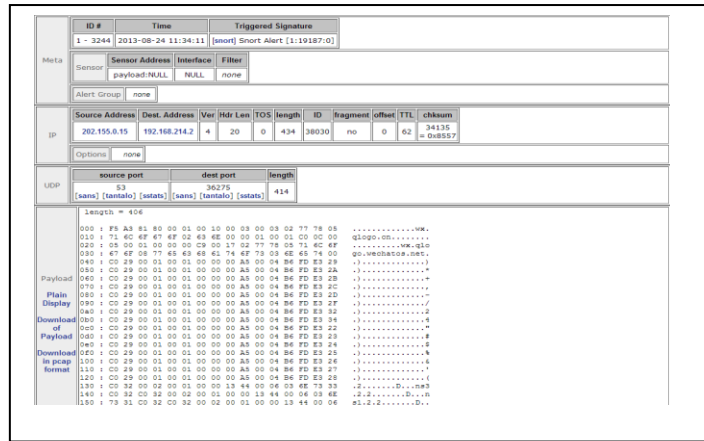 Meta
ID # Time Triggered Signature
1 - 3244 2013-08-24 11:34:11 [snort] Snort Alert [1:19187:0]
Sensor Sensor Address Interface Filter
payload:NULL NULL none
Alert Group none
IP
Source Address Dest. Address Ver Hdr Len TOS length ID fragment offset TTL chksum
202.155.0.15 192.168.214.2 4 20 0 434 38030 no 0 62 34135 = 0x8557
Options none
UDP
source port dest port length
53 36275 414
[sans] [tantalo] [sstats] [sans] [tantalo] [sstats]
Payload
Plain Display
Download of Payload
Download in pcap format
length = 406
000 : F5 A3 81 80 00 01 00 10 00 03 00 03 02 77 78 05 .............wx.
010 : 71 6C 6F 67 6F 02 63 6E 00 00 01 00 01 C0 0C 00 qlogo.cn........
020 : 05 00 01 00 00 00 C9 00 17 02 77 78 05 71 6C 6F ..........wx.qlo
030 : 67 6F 08 77 65 63 68 61 74 6F 73 03 6E 65 74 00 go.wechatos.net.
040 : C0 29 00 01 00 01 00 00 00 A5 00 04 B6 FD E3 29 .).............)
050 : C0 29 00 01 00 01 00 00 00 A5 00 04 B6 FD E3 2A .).............*
060 : C0 29 00 01 00 01 00 00 00 A5 00 04 B6 FD E3 2B .).............+
070 : C0 29 00 01 00 01 00 00 00 A5 00 04 B6 FD E3 2C .).............,
080 : C0 29 00 01 00 01 00 00 00 A5 00 04 B6 FD E3 2D .).............-
090 : C0 29 00 01 00 01 00 00 00 A5 00 04 B6 FD E3 2F .)............./
0a0 : C0 29 00 01 00 01 00 00 00 A5 00 04 B6 FD E3 32 .).............2
0b0 : C0 29 00 01 00 01 00 00 00 A5 00 04 B6 FD E3 34 .).............4
0c0 : C0 29 00 01 00 01 00 00 00 A5 00 04 B6 FD E3 22 .)............."
0d0 : C0 29 00 01 00 01 00 00 00 A5 00 04 B6 FD E3 23 .).............#
0e0 : C0 29 00 01 00 01 00 00 00 A5 00 04 B6 FD E3 24 .).............$
0f0 : C0 29 00 01 00 01 00 00 00 A5 00 04 B6 FD E3 25 .).............%
100 : C0 29 00 01 00 01 00 00 00 A5 00 04 B6 FD E3 26 .).............&
110 : C0 29 00 01 00 01 00 00 00 A5 00 04 B6 FD E3 27 .).............'
120 : C0 29 00 01 00 01 00 00 00 A5 00 04 B6 FD E3 28 .).............(
130 : C0 32 00 02 00 01 00 00 13 44 00 06 03 6E 73 33 .2.......D...ns3
140 : C0 32 C0 32 00 02 00 01 00 00 13 44 00 06 03 6E .2.2.......D...n
150 : 73 31 C0 32 C0 32 00 02 00 01 00 00 13 44 00 06 s1.2.2.......D..